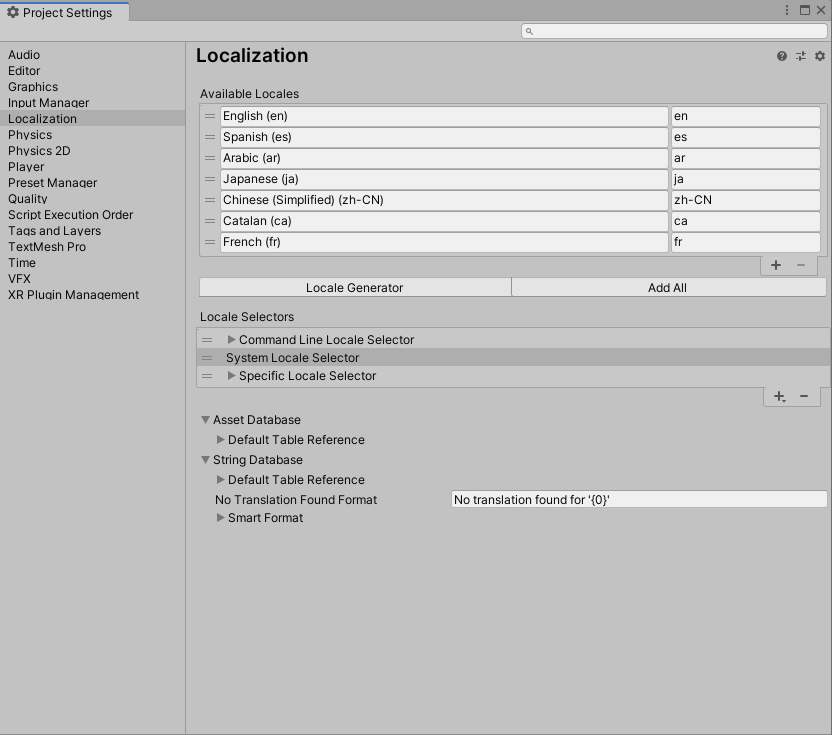 Project Settings
Audio
Editor
Graphics
Input Manager
Localization
Physics
Physics 2D
Player
Preset Manager
Quality
Script Execution Order
Tags and Layers
TextMesh Pro
Time
VFX
XR Plugin Management
Localization
Available Locales
English (en) en
Spanish (es) es
Arabic (ar) ar
Japanese (ja) ja
Chinese (Simplified) (zh-CN) zh-CN
Catalan (ca) ca
French (fr) fr
Locale Generator Add All
Locale Selectors
Command Line Locale Selector
System Locale Selector
Specific Locale Selector
Asset Database
Default Table Reference
String Database
Default Table Reference
No Translation Found Format No translation found for '{0}'
Smart Format